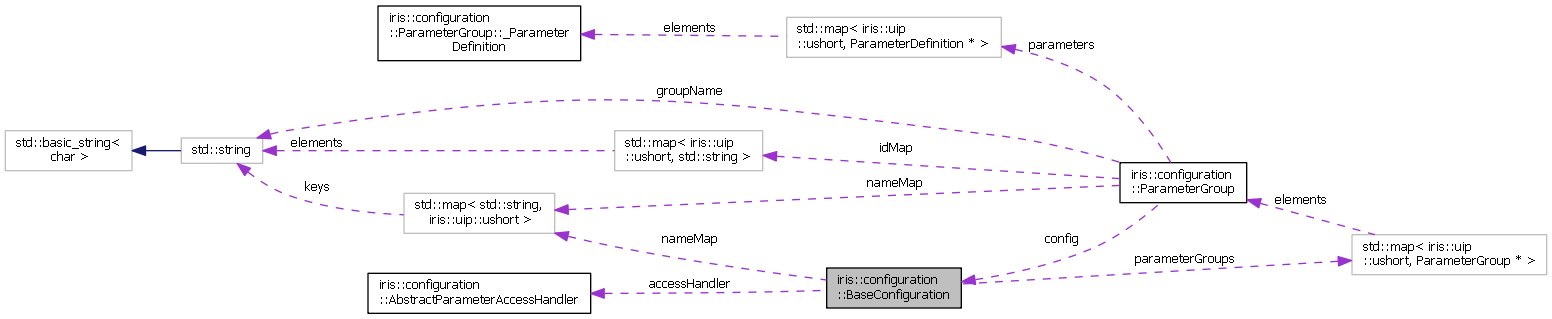 iris::configuration
::ParameterGroup::_Parameter
Definition
elements
std::map< iris::uip
::ushort, ParameterDefinition * >
parameters
groupName
std::basic_string<
char >
std::string
elements
std::map< iris::uip
::ushort, std::string >
idMap
iris::configuration
::ParameterGroup
keys
std::map< std::string,
iris::uip::ushort >
nameMap
elements
nameMap
config
std::map< iris::uip
::ushort, ParameterGroup * >
parameterGroups
iris::configuration
::AbstractParameterAccessHandler
accessHandler
iris::configuration
::BaseConfiguration